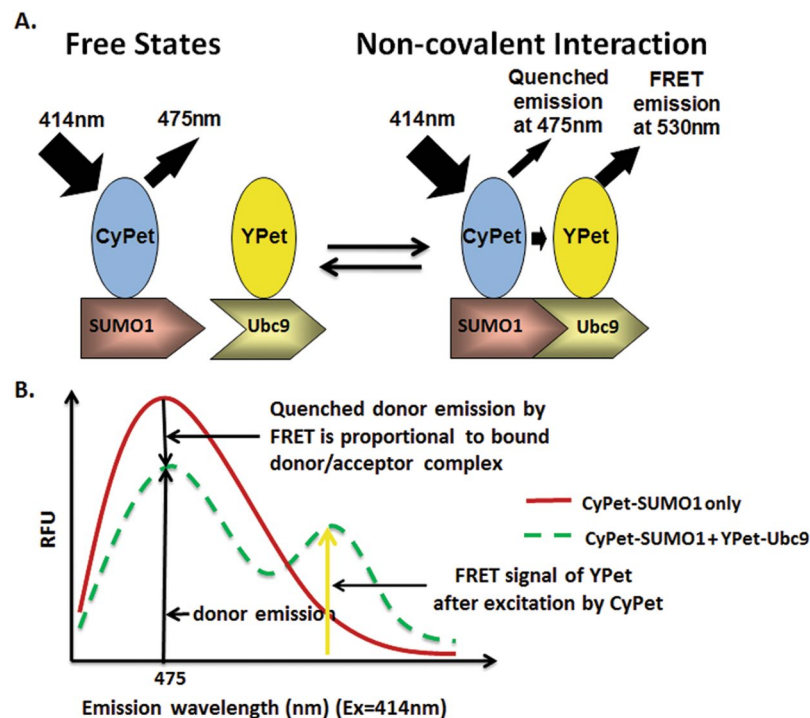 A.
Free States
Non-covalent Interaction
414nm
475nm
414nm
Quenched
emission
at 475nm
FRET
emission
at 530nm
CyPet
YPet
CyPet
YPet
SUMO1
Ubc9
SUMO1
Ubc9
B.
RFU
Quenched donor emission by
FRET is proportional to bound
donor/acceptor complex
CyPet-SUMO1 only
CyPet-SUMO1+YPet-Ubc9
FRET signal of YPet
after excitation by CyPet
donor emission
475
Emission wavelength (nm) (Ex=414nm)